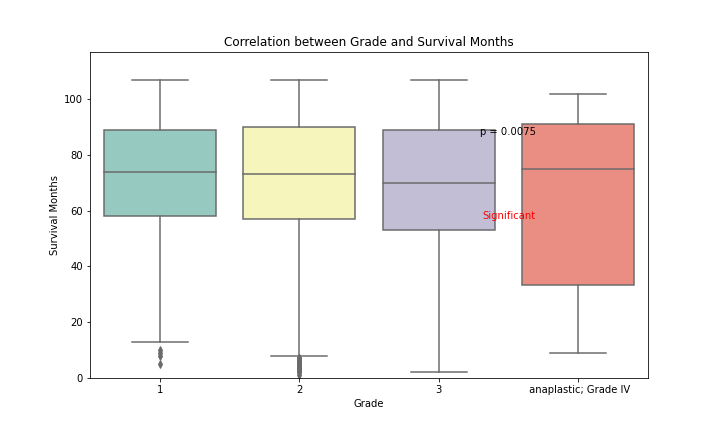 Correlation between Grade and Survival Months
Survival Months
100
80
60
40
20
0
p = 0.0075
Significant
1
2
3
anaplastic; Grade IV
Grade